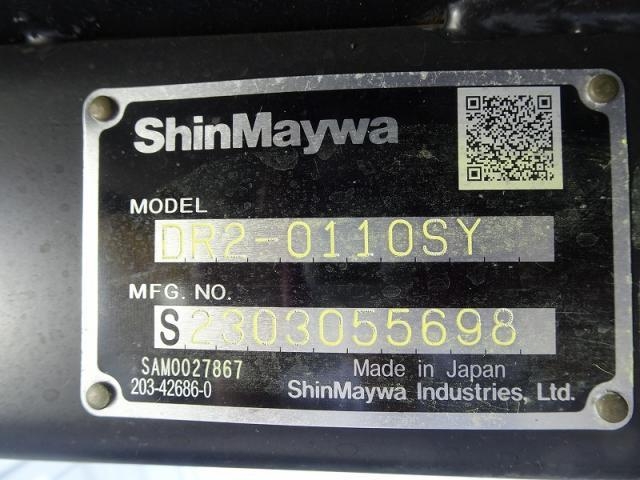 ShinMaywa
MODEL
DR2-0110SY
MFG. NO.
S2303055698
SAM0027867
203-42686-0
Made in Japan
ShinMaywa Industries, Ltd.